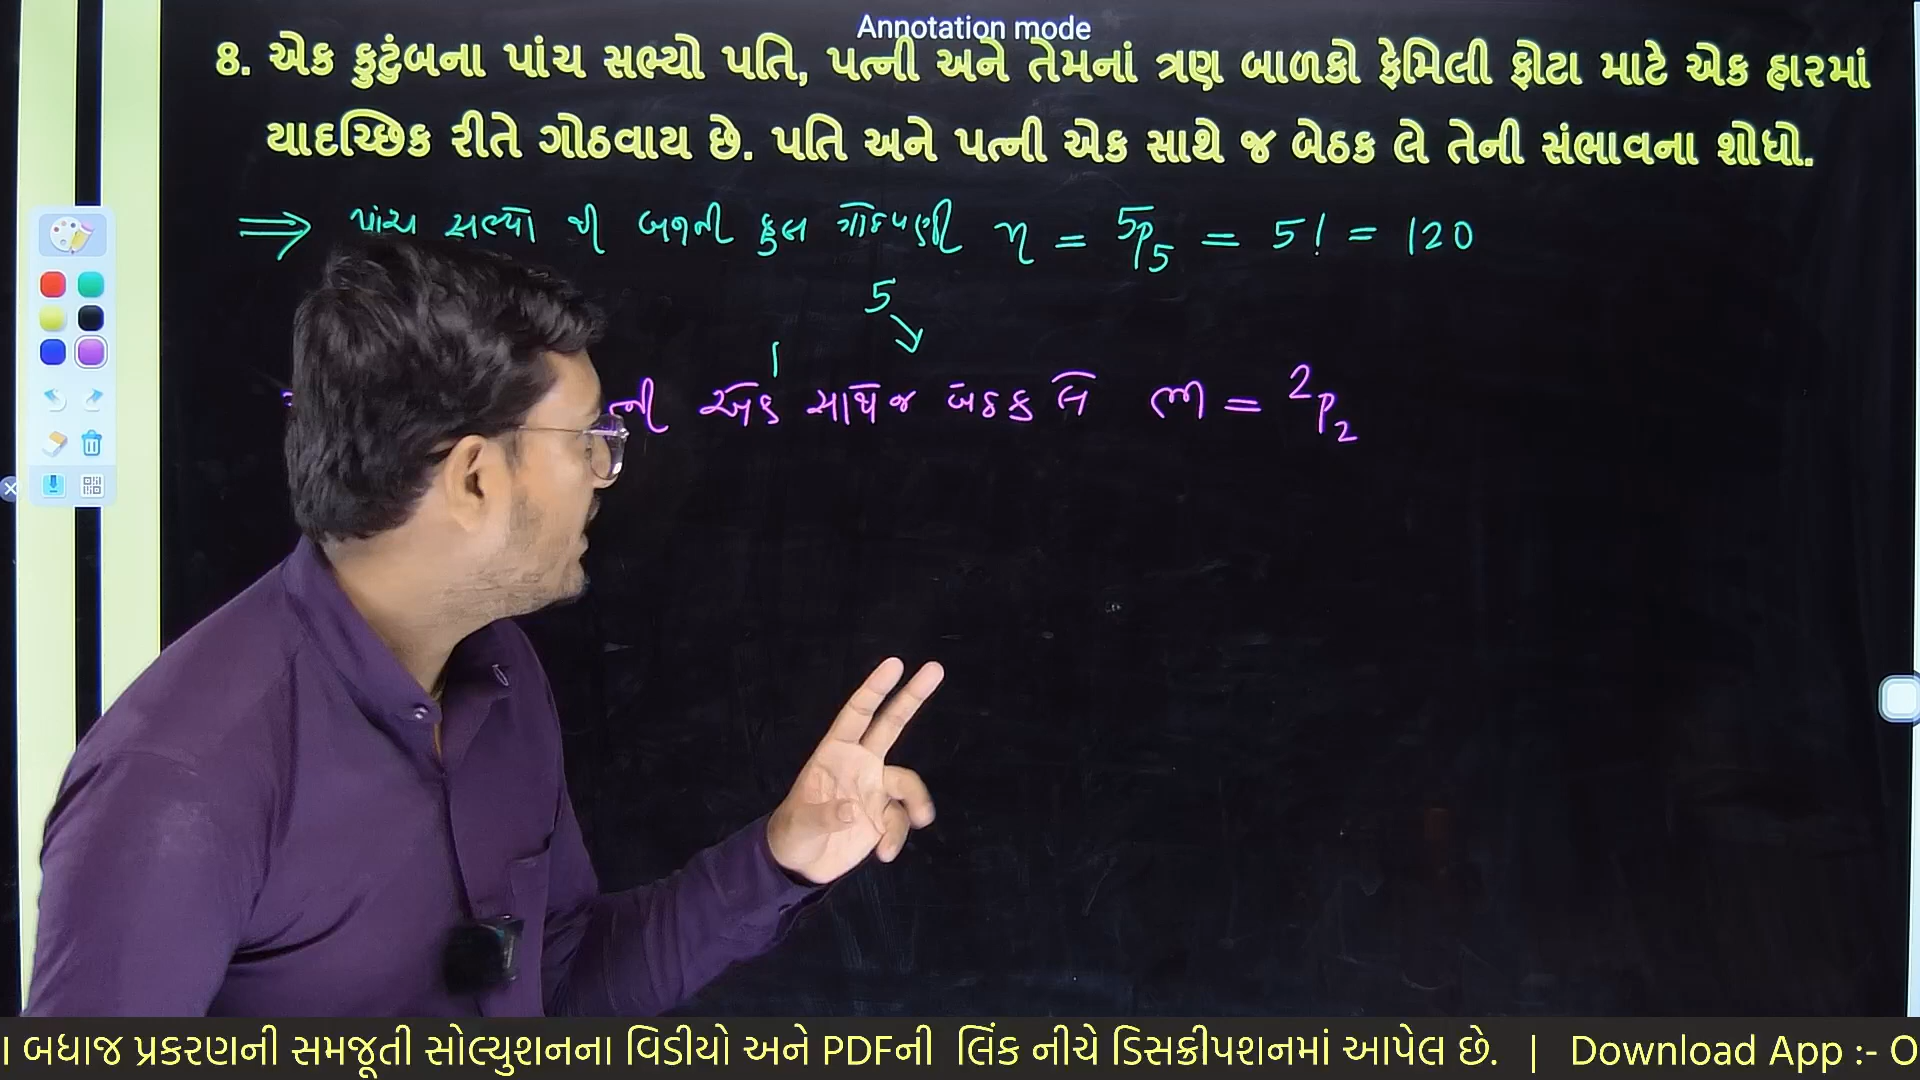 Annotation mode
8. એક કુટુંબના પાંચ સભ્યો પતિ, પત્ની અને તેમનાં ત્રણ બાળકો ફેમિલી ફોટા માટે એક હારમાં
યાદચ્છિક રીતે ગોઠવાય છે. પતિ અને પત્ની એક સાથે જ બેઠક લે તેની સંભાવના શોધો.
⇒ પાંચ સભ્યો થી બનતી કુલ ગોઠવણી n = ⁵P₅ = 5! = 120
5
ની એક સાથે જ બેઠક લે m = ²P₂
બધાજ પ્રકરણની સમજૂતી સોલ્યુશનના વિડીયો અને PDFની લિંક નીચે ડિસક્રીપશનમાં આપેલ છે. | Download App :- O